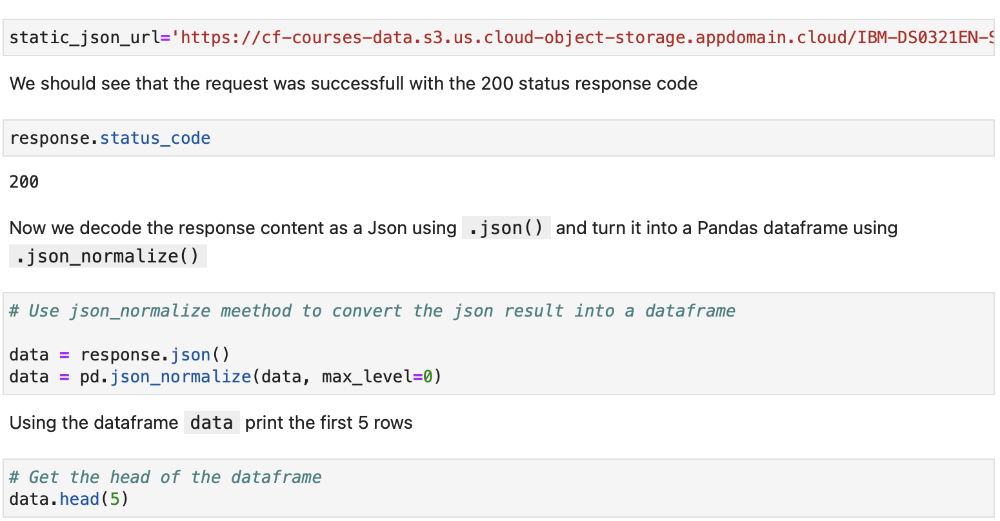 static_json_url='https://cf-courses-data.s3.us.cloud-object-storage.appdomain.cloud/IBM-DS0321EN-S
We should see that the request was successfull with the 200 status response code
response.status_code
200
Now we decode the response content as a Json using .json() and turn it into a Pandas dataframe using
.json_normalize()
# Use json_normalize meethod to convert the json result into a dataframe
data = response.json()
data = pd.json_normalize(data, max_level=0)
Using the dataframe data print the first 5 rows
# Get the head of the dataframe
data.head(5)